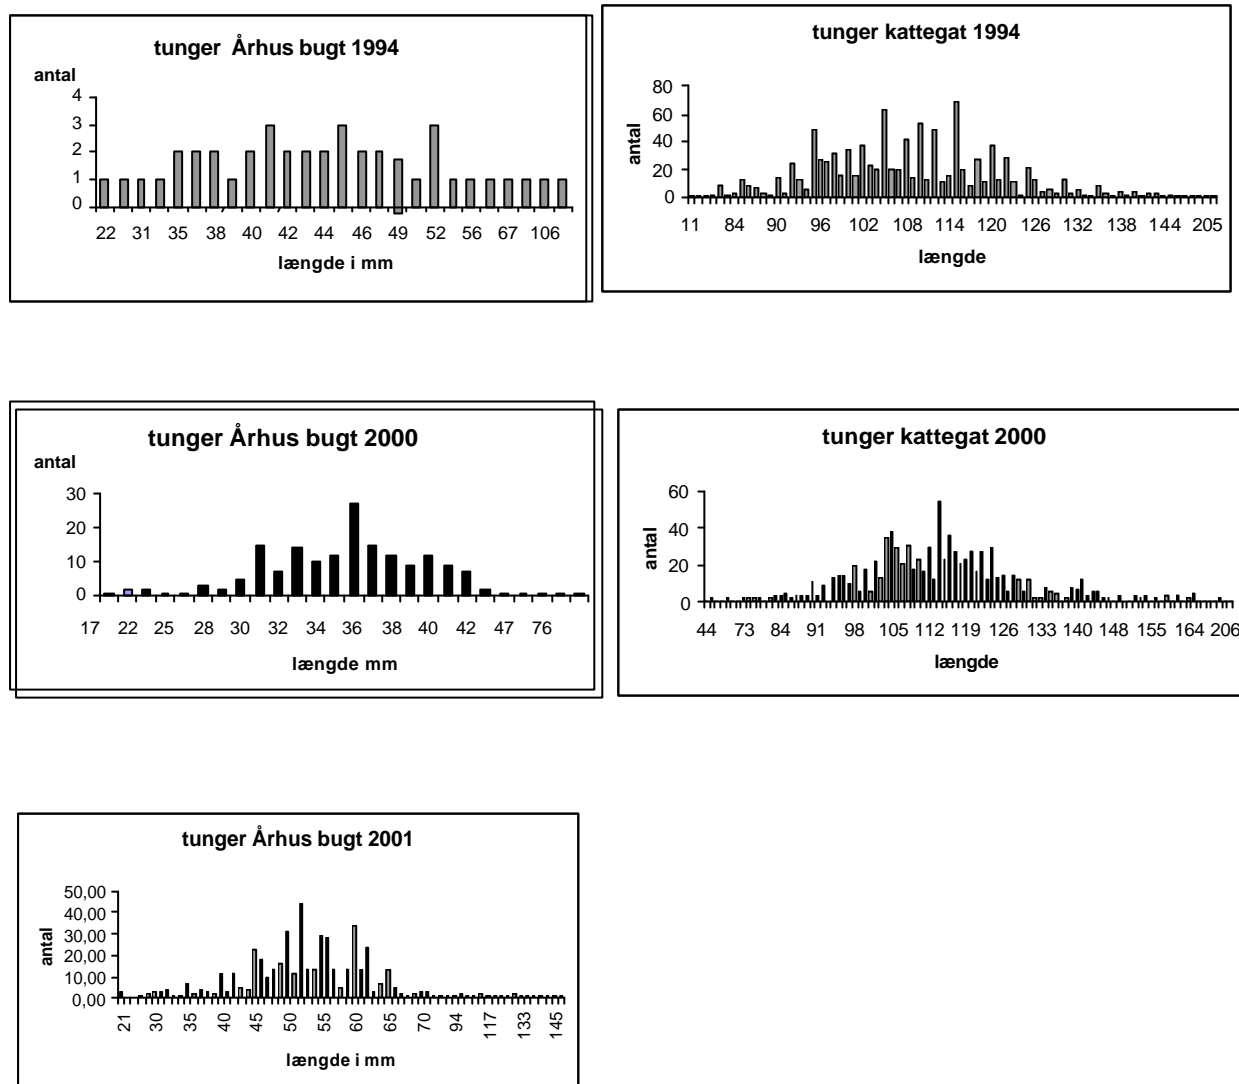 tunger Århus bugt 1994
antal
4
3
2
1
0
22 31 35 38 40 42 44 46 49 52 56 67 106
længde i mm
tunger kattegat 1994
antal
80
60
40
20
0
11 84 90 96 102 108 114 120 126 132 138 144 205
længde
tunger Århus bugt 2000
antal
30
20
10
0
17 22 25 28 30 32 34 36 38 40 42 47 76
længde mm
tunger kattegat 2000
antal
60
40
20
0
44 73 84 91 98 105 112 119 126 133 140 148 155 164 206
længde
tunger Århus bugt 2001
antal
50,00
40,00
30,00
20,00
10,00
0,00
21 30 35 40 45 50 55 60 65 70 94 117 133 145
længde i mm